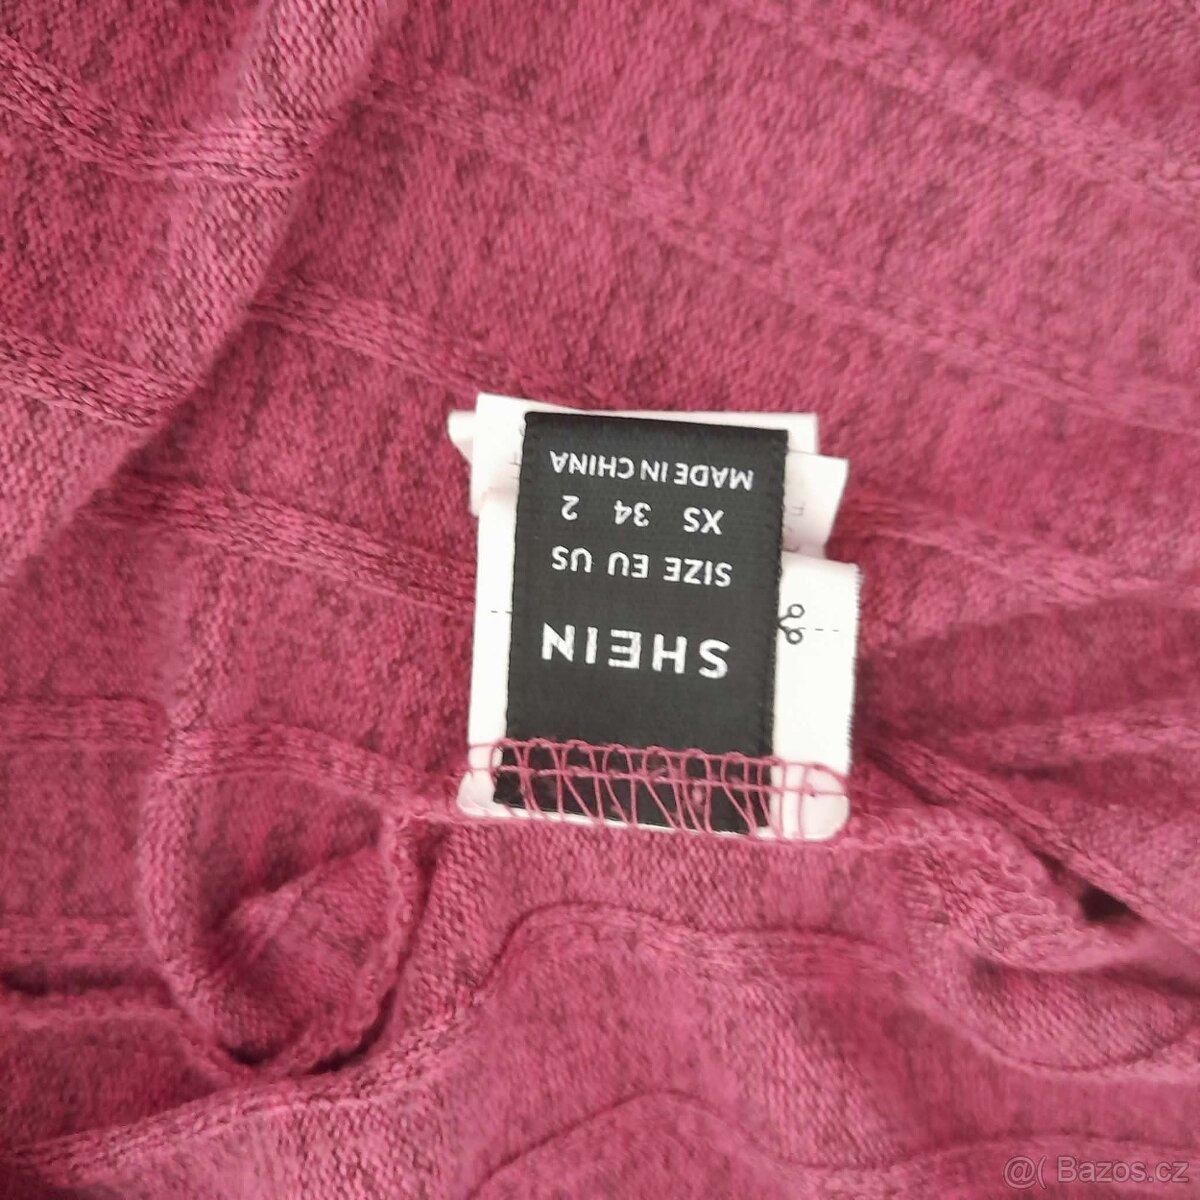 SHEIN
SIZE EU US
XS 34 2
MADE IN CHINA
@( Bazos.cz